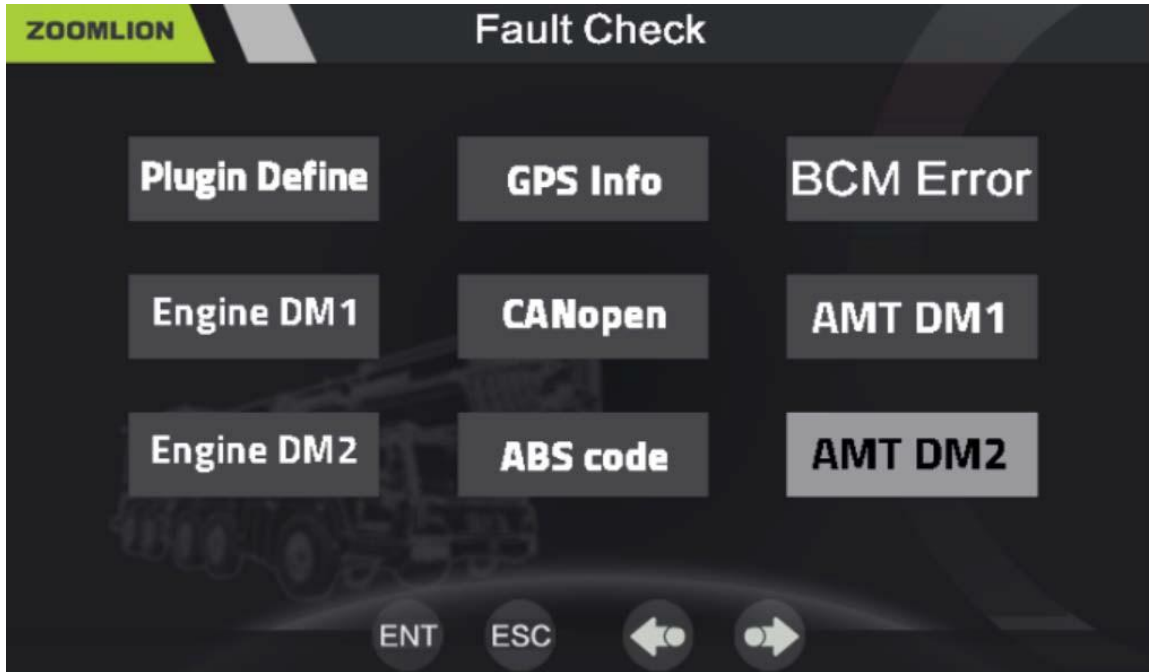 ZOOMLION
Fault Check
Plugin Define
GPS Info
BCM Error
Engine DM1
CANopen
AMT DM1
Engine DM2
ABS code
AMT DM2
ENT
ESC